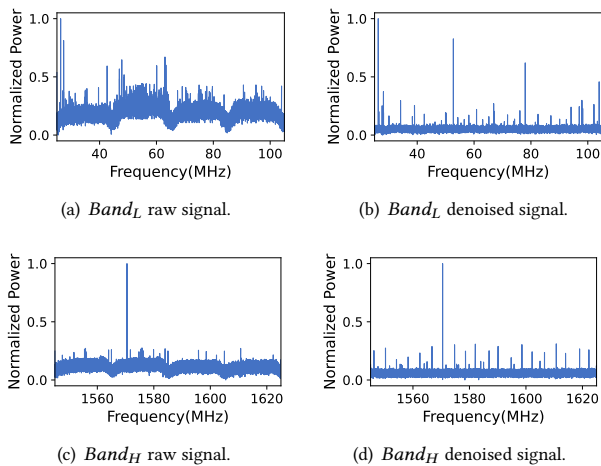 Normalized Power
1.0
0.5
0.0
40 60 80 100
Frequency(MHz)
(a) Band_L raw signal.
Normalized Power
1.0
0.5
0.0
40 60 80 100
Frequency(MHz)
(b) Band_L denoised signal.
Normalized Power
1.0
0.5
0.0
1560 1580 1600 1620
Frequency(MHz)
(c) Band_H raw signal.
Normalized Power
1.0
0.5
0.0
1560 1580 1600 1620
Frequency(MHz)
(d) Band_H denoised signal.